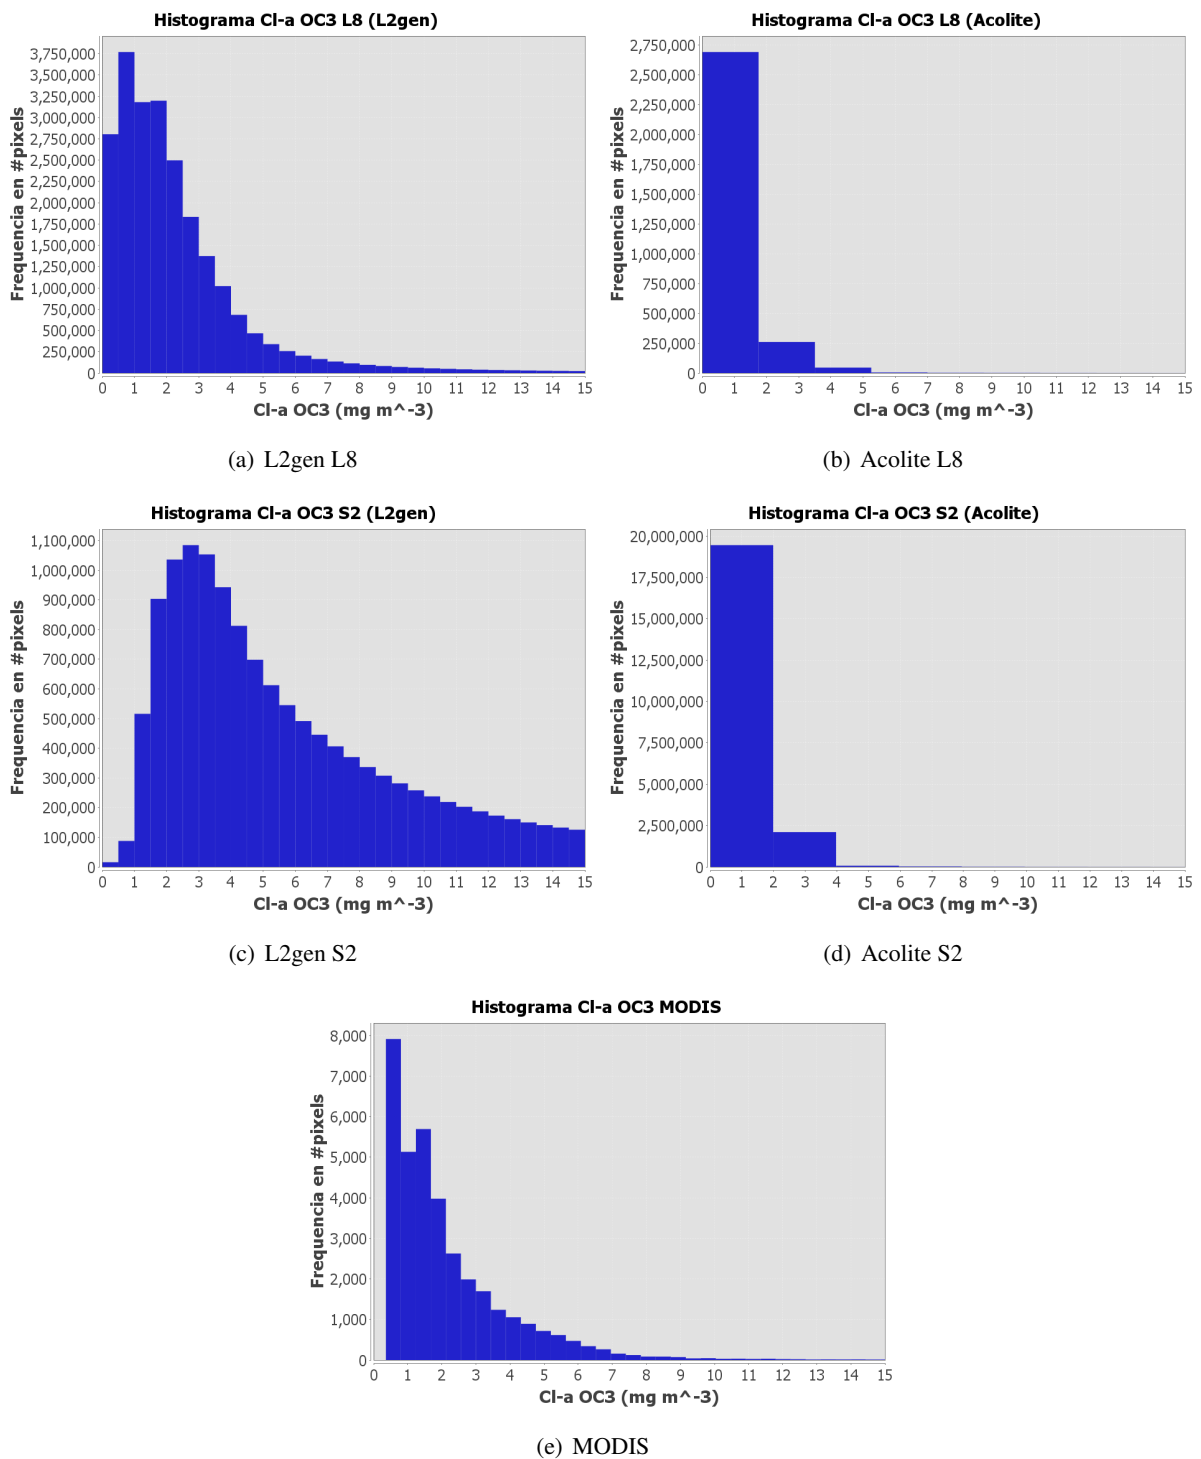 Histograma Cl-a OC3 L8 (L2gen)
Frequencia en #pixels
3,750,000
3,500,000
3,250,000
3,000,000
2,750,000
2,500,000
2,250,000
2,000,000
1,750,000
1,500,000
1,250,000
1,000,000
750,000
500,000
250,000
0
0 1 2 3 4 5 6 7 8 9 10 11 12 13 14 15
Cl-a OC3 (mg m^-3)
(a) L2gen L8
Histograma Cl-a OC3 L8 (Acolite)
Frequencia en #pixels
2,750,000
2,500,000
2,250,000
2,000,000
1,750,000
1,500,000
1,250,000
1,000,000
750,000
500,000
250,000
0
0 1 2 3 4 5 6 7 8 9 10 11 12 13 14 15
Cl-a OC3 (mg m^-3)
(b) Acolite L8
Histograma Cl-a OC3 S2 (L2gen)
Frequencia en #pixels
1,100,000
1,000,000
900,000
800,000
700,000
600,000
500,000
400,000
300,000
200,000
100,000
0
0 1 2 3 4 5 6 7 8 9 10 11 12 13 14 15
Cl-a OC3 (mg m^-3)
(c) L2gen S2
Histograma Cl-a OC3 S2 (Acolite)
Frequencia en #pixels
20,000,000
17,500,000
15,000,000
12,500,000
10,000,000
7,500,000
5,000,000
2,500,000
0
0 1 2 3 4 5 6 7 8 9 10 11 12 13 14 15
Cl-a OC3 (mg m^-3)
(d) Acolite S2
Histograma Cl-a OC3 MODIS
Frequencia en #pixels
8,000
7,000
6,000
5,000
4,000
3,000
2,000
1,000
0
0 1 2 3 4 5 6 7 8 9 10 11 12 13 14 15
Cl-a OC3 (mg m^-3)
(e) MODIS